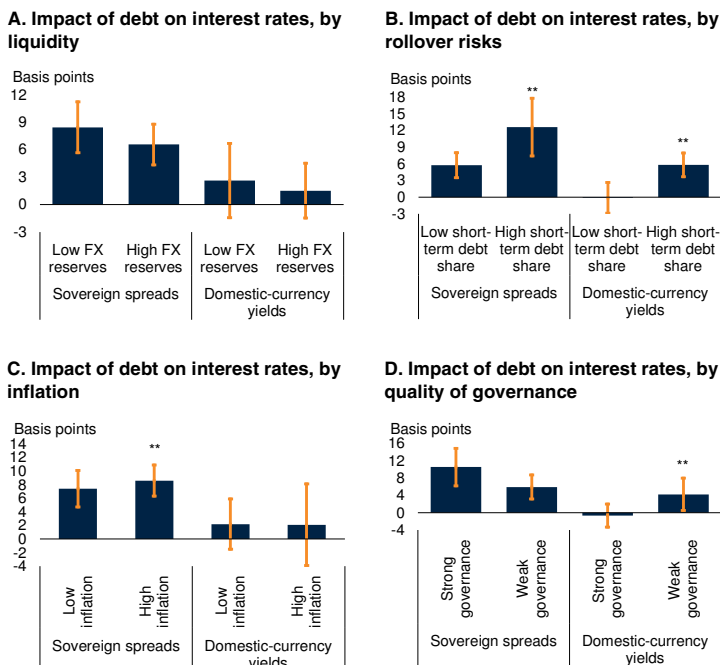 A. Impact of debt on interest rates, by
liquidity
Basis points
12
9
6
3
0
-3
Low FX reserves
High FX reserves
Low FX reserves
High FX reserves
Sovereign spreads
Domestic-currency
yields
B. Impact of debt on interest rates, by
rollover risks
Basis points
18
15
12
9
6
3
0
-3
**
**
Low short-
term debt
share
High short-
term debt
share
Low short-
term debt
share
High short-
term debt
share
Sovereign spreads
Domestic-currency
yields
C. Impact of debt on interest rates, by
inflation
Basis points
14
12
10
8
6
4
2
0
-2
-4
**
Low
inflation
High
inflation
Low
inflation
High
inflation
Sovereign spreads
Domestic-currency
yields
D. Impact of debt on interest rates, by
quality of governance
Basis points
16
12
8
4
0
-4
**
Strong
governance
Weak
governance
Strong
governance
Weak
governance
Sovereign spreads
Domestic-currency
yields